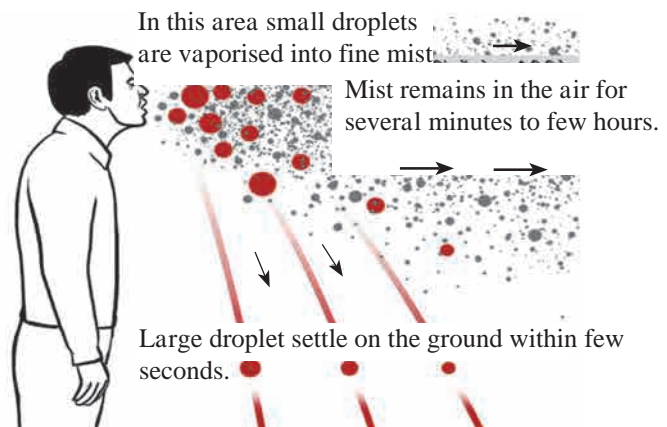 In this area small droplets
are vaporised into fine mist
Mist remains in the air for
several minutes to few hours.
Large droplet settle on the ground within few
seconds.